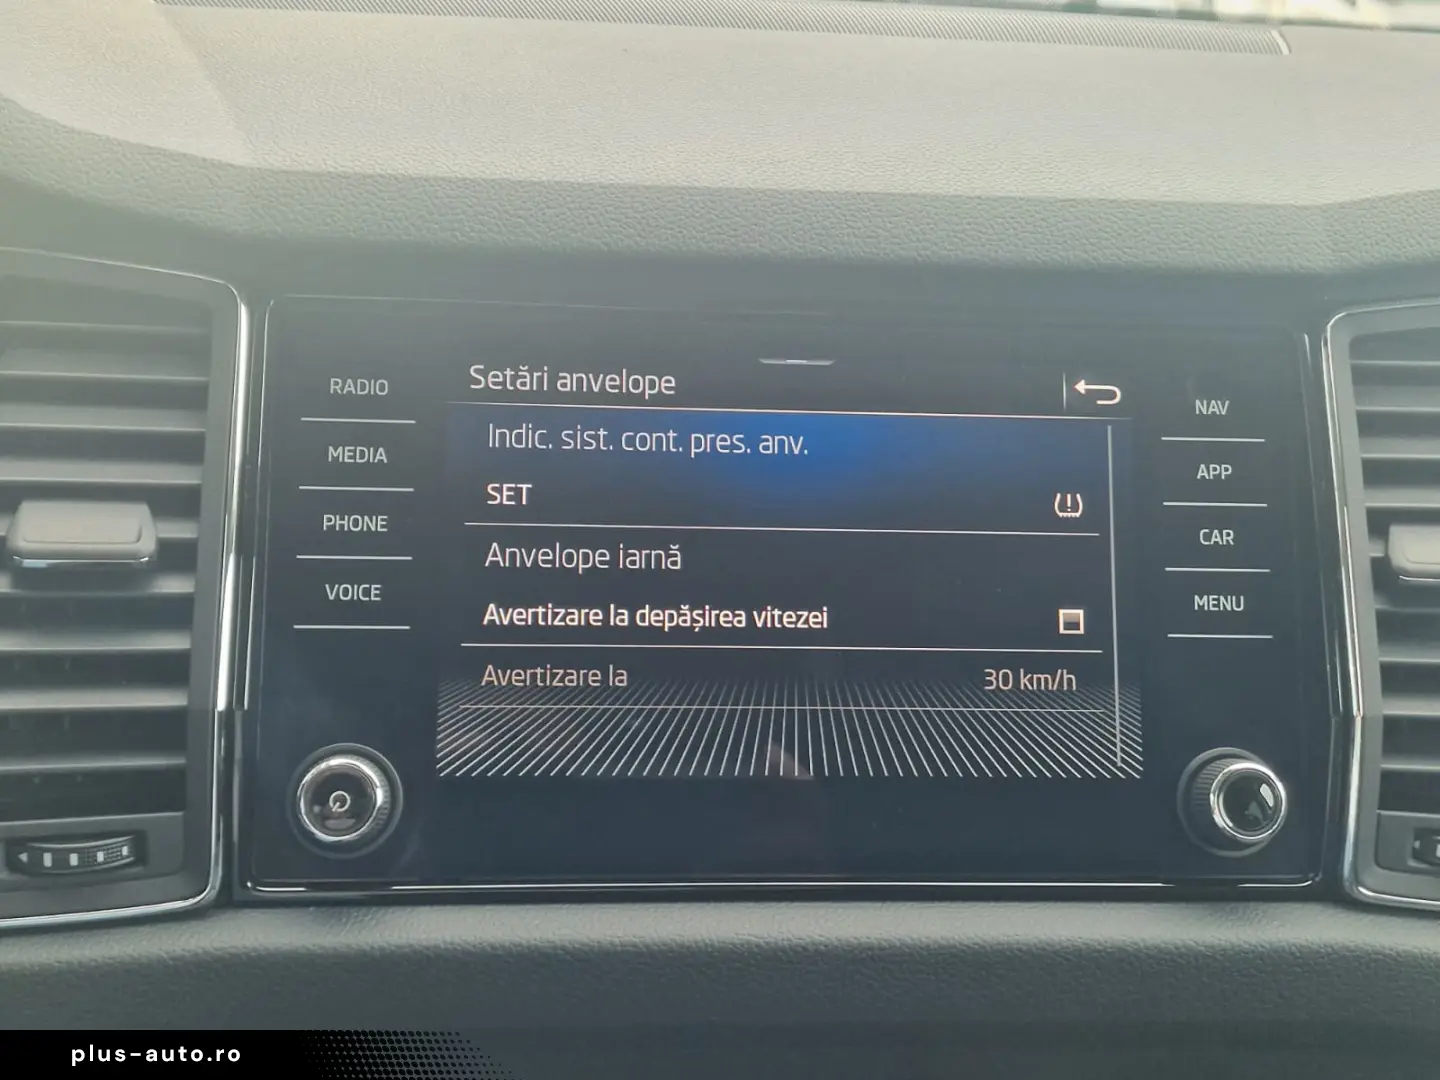 RADIO
MEDIA
PHONE
VOICE
Setări anvelope
Indic. sist. cont. pres. anv.
SET
Anvelope iarnă
Avertizare la depășirea vitezei
Avertizare la 30 km/h
NAV
APP
CAR
MENU
plus-auto.ro